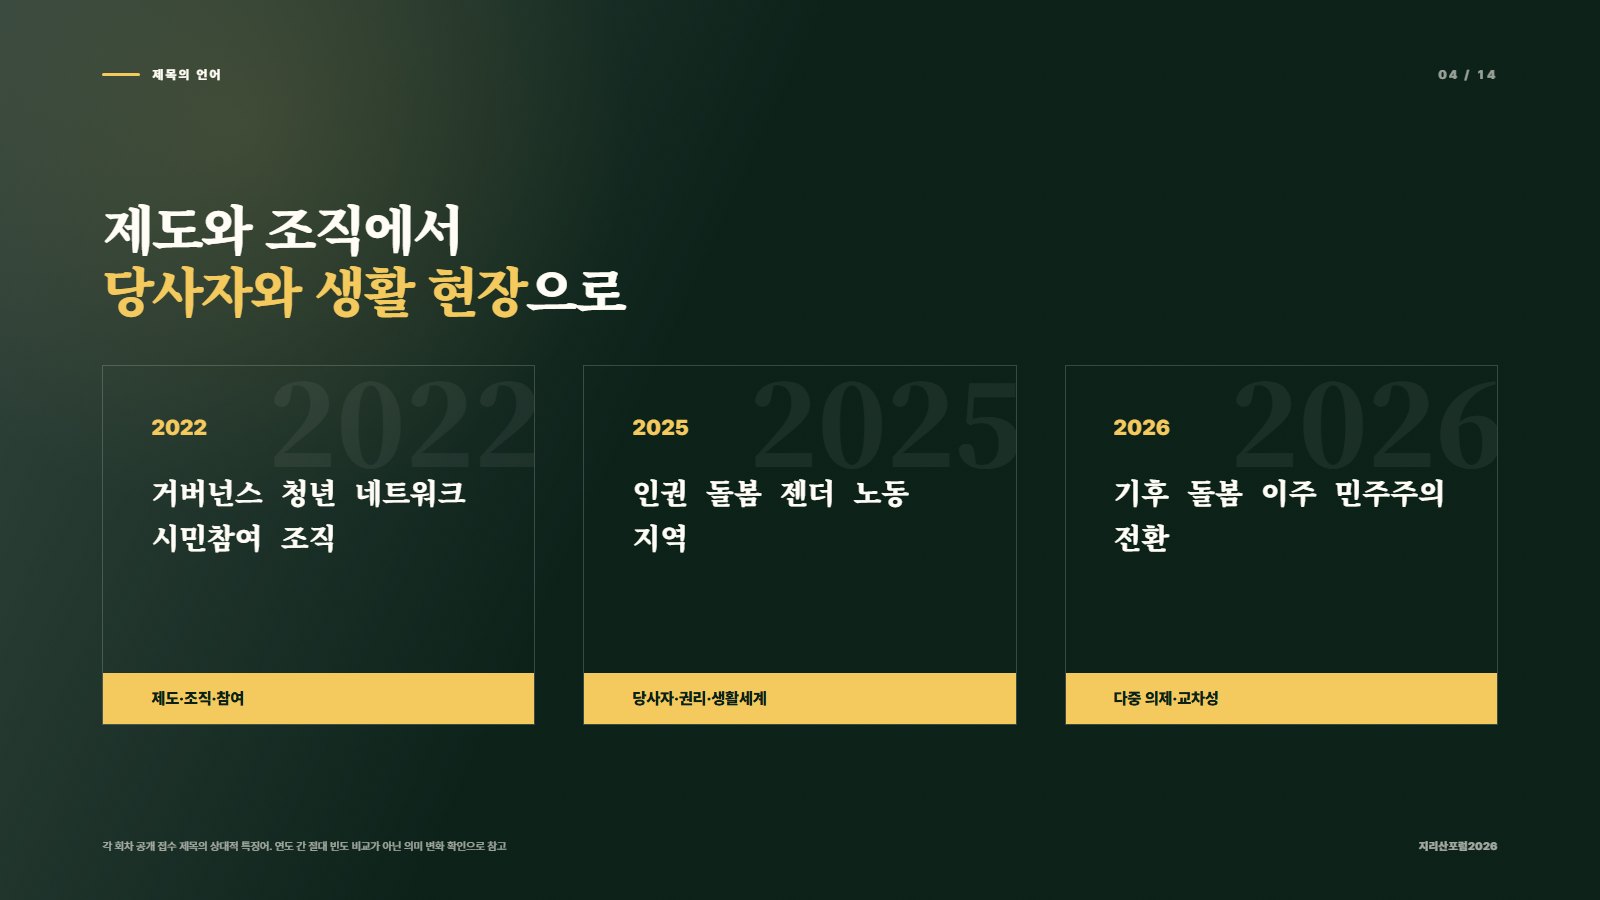 제목의 언어
04 / 14
제도와 조직에서
당사자와 생활 현장으로
2022
2022
거버넌스 청년 네트워크
시민참여 조직
제도·조직·참여
2025
2025
인권 돌봄 젠더 노동
지역
당사자·권리·생활세계
2026
2026
기후 돌봄 이주 민주주의
전환
다중 의제·교차성
각 회차 공개 접수 제목의 상대적 특징어. 연도 간 절대 빈도 비교가 아닌 의미 변화 확인으로 참고
지리산포럼2026